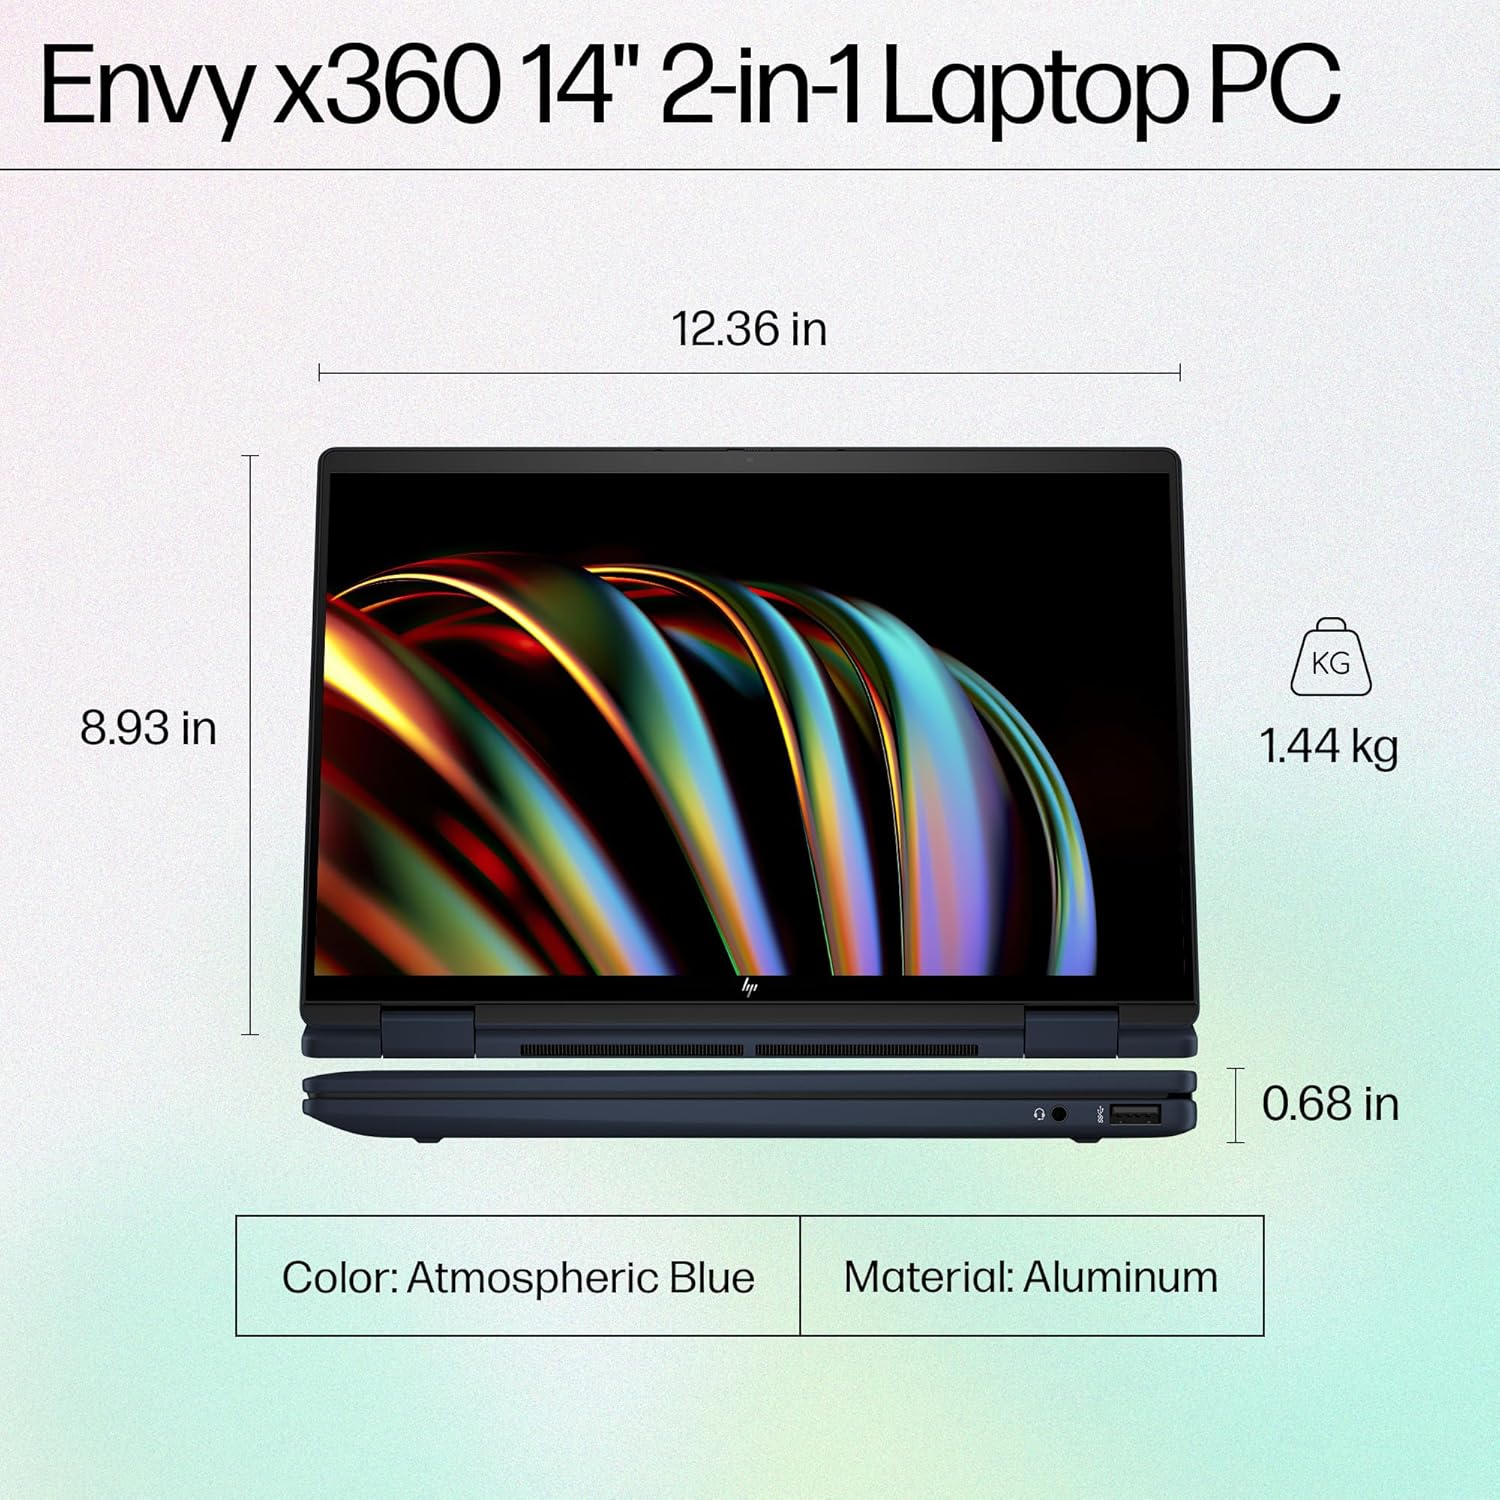 Envy x360 14" 2-in-1 Laptop PC
12.36 in
8.93 in
KG
1.44 kg
hp
0.68 in
Color: Atmospheric Blue
Material: Aluminum